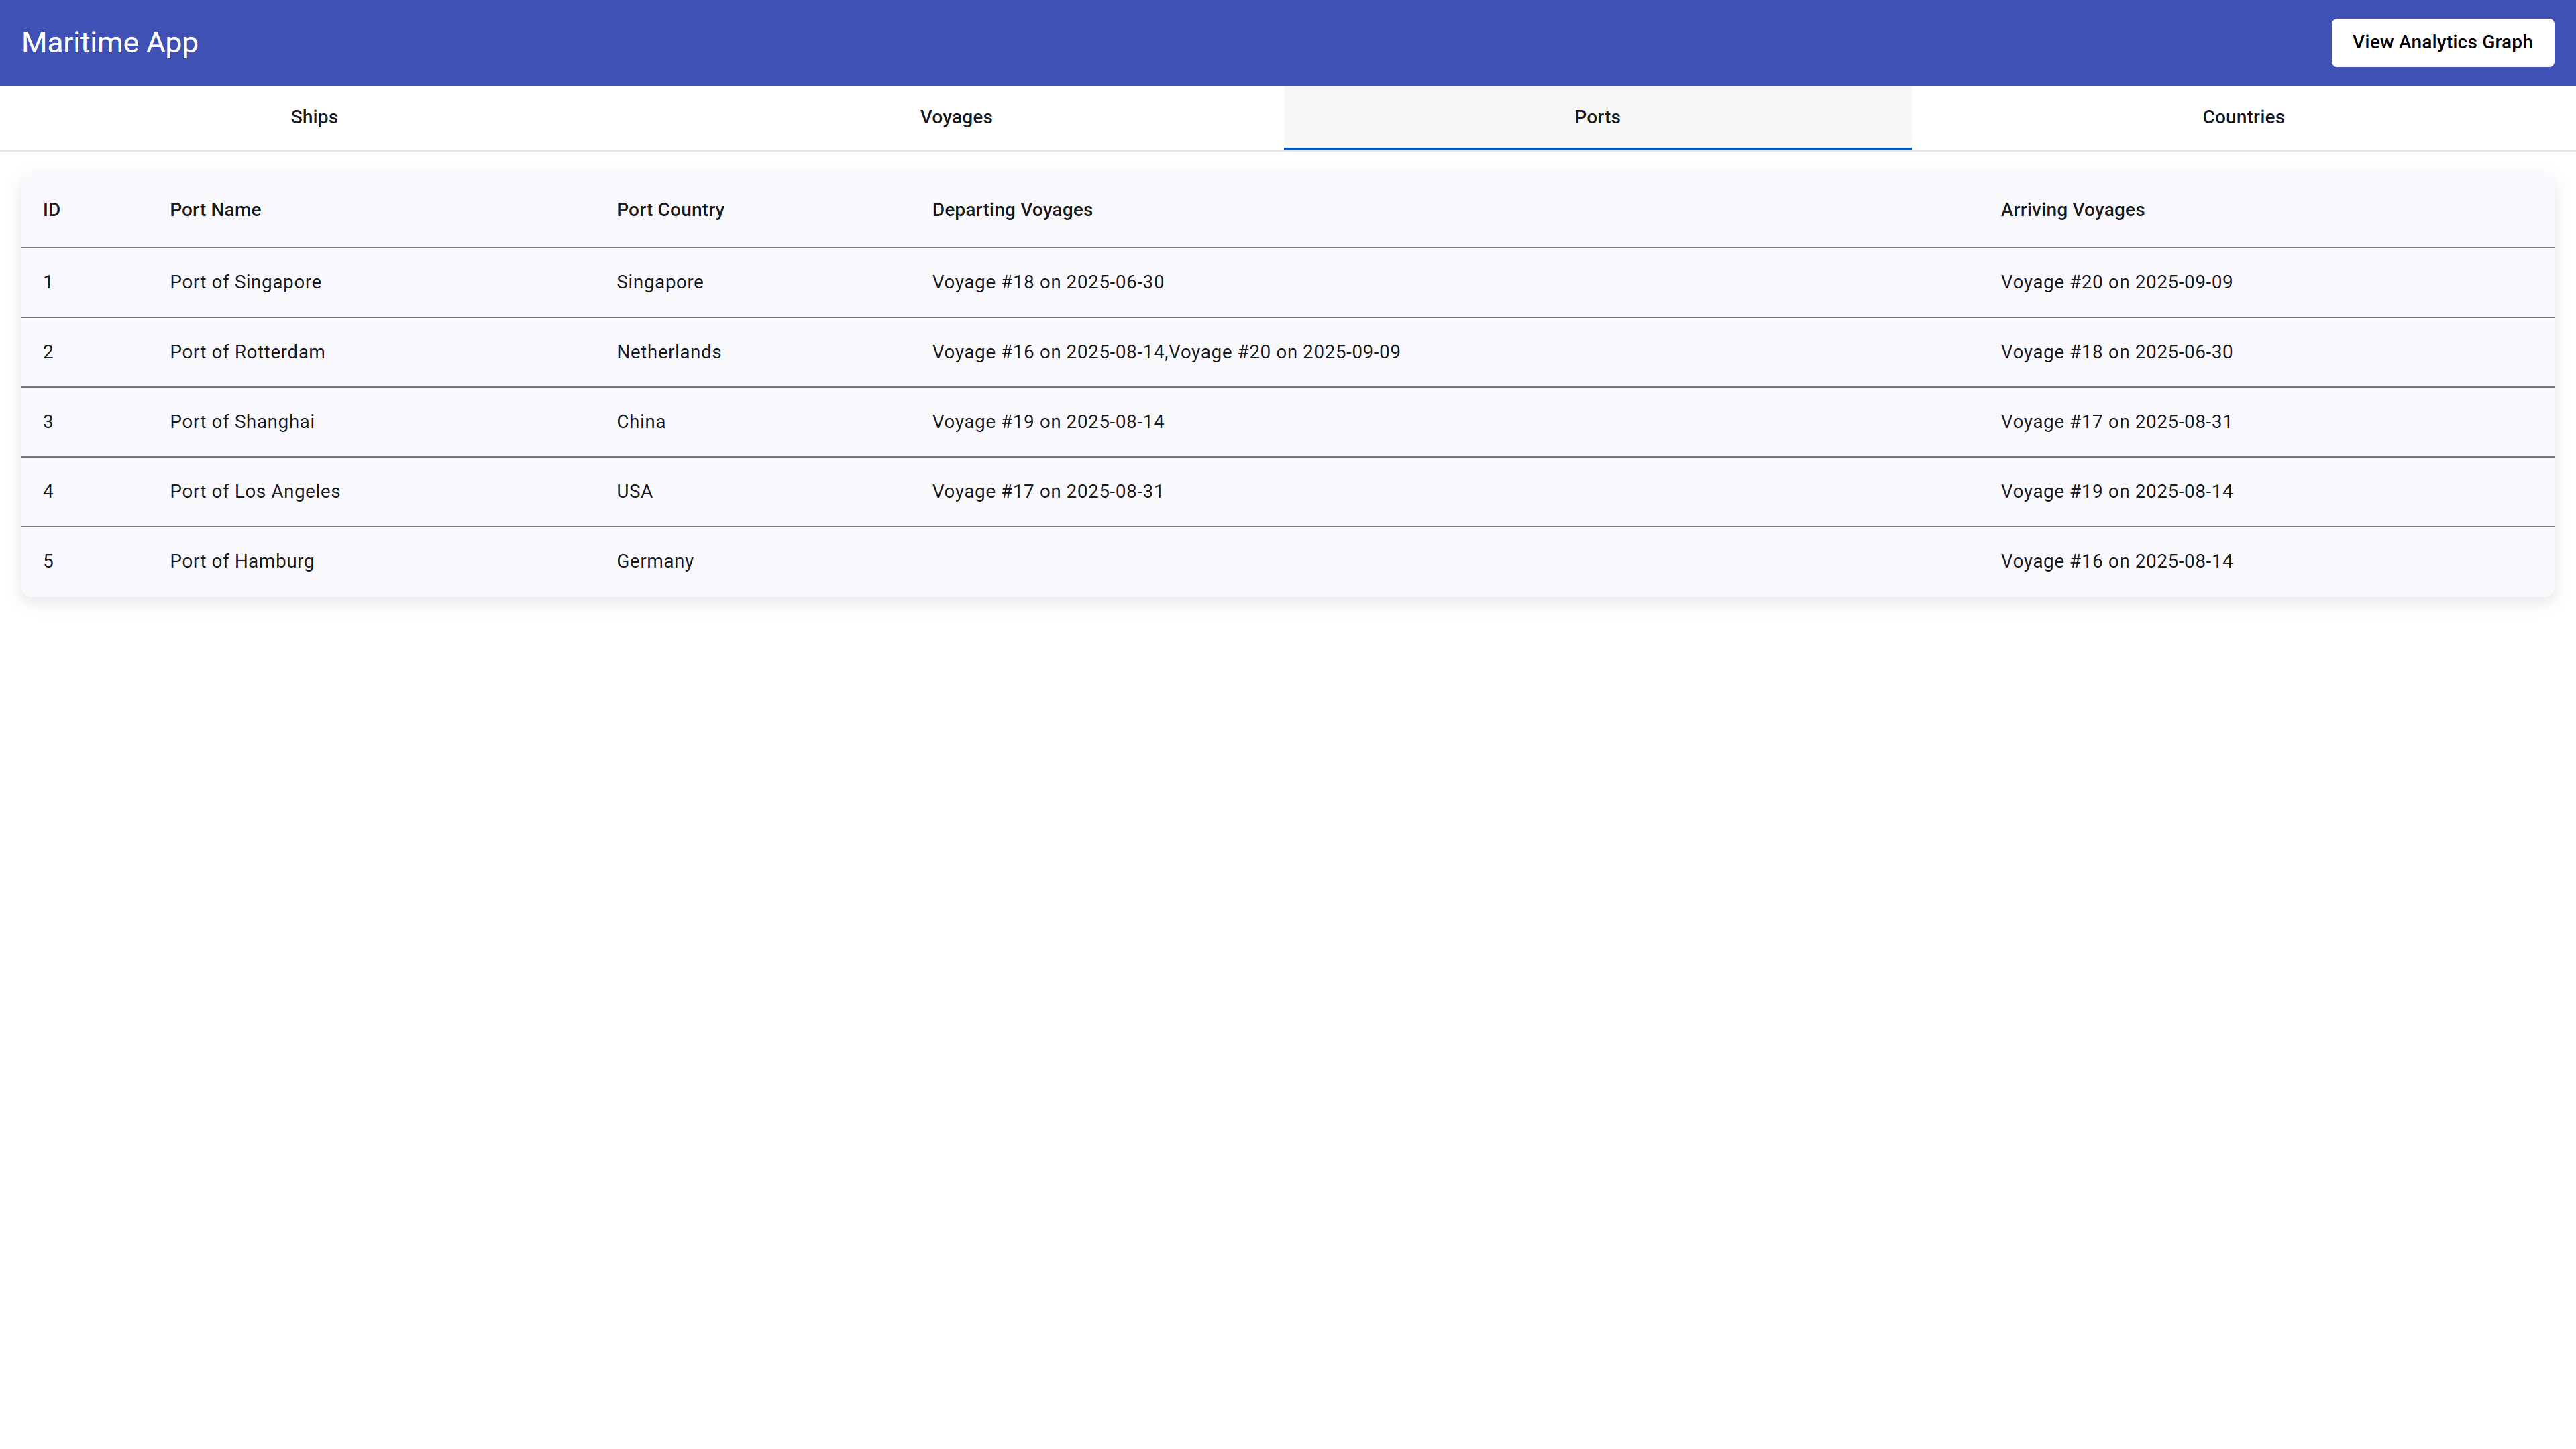 Maritime App
View Analytics Graph
Ships Voyages Ports Countries
ID Port Name Port Country Departing Voyages Arriving Voyages
1 Port of Singapore Singapore Voyage #18 on 2025-06-30 Voyage #20 on 2025-09-09
2 Port of Rotterdam Netherlands Voyage #16 on 2025-08-14,Voyage #20 on 2025-09-09 Voyage #18 on 2025-06-30
3 Port of Shanghai China Voyage #19 on 2025-08-14 Voyage #17 on 2025-08-31
4 Port of Los Angeles USA Voyage #17 on 2025-08-31 Voyage #19 on 2025-08-14
5 Port of Hamburg Germany Voyage #16 on 2025-08-14